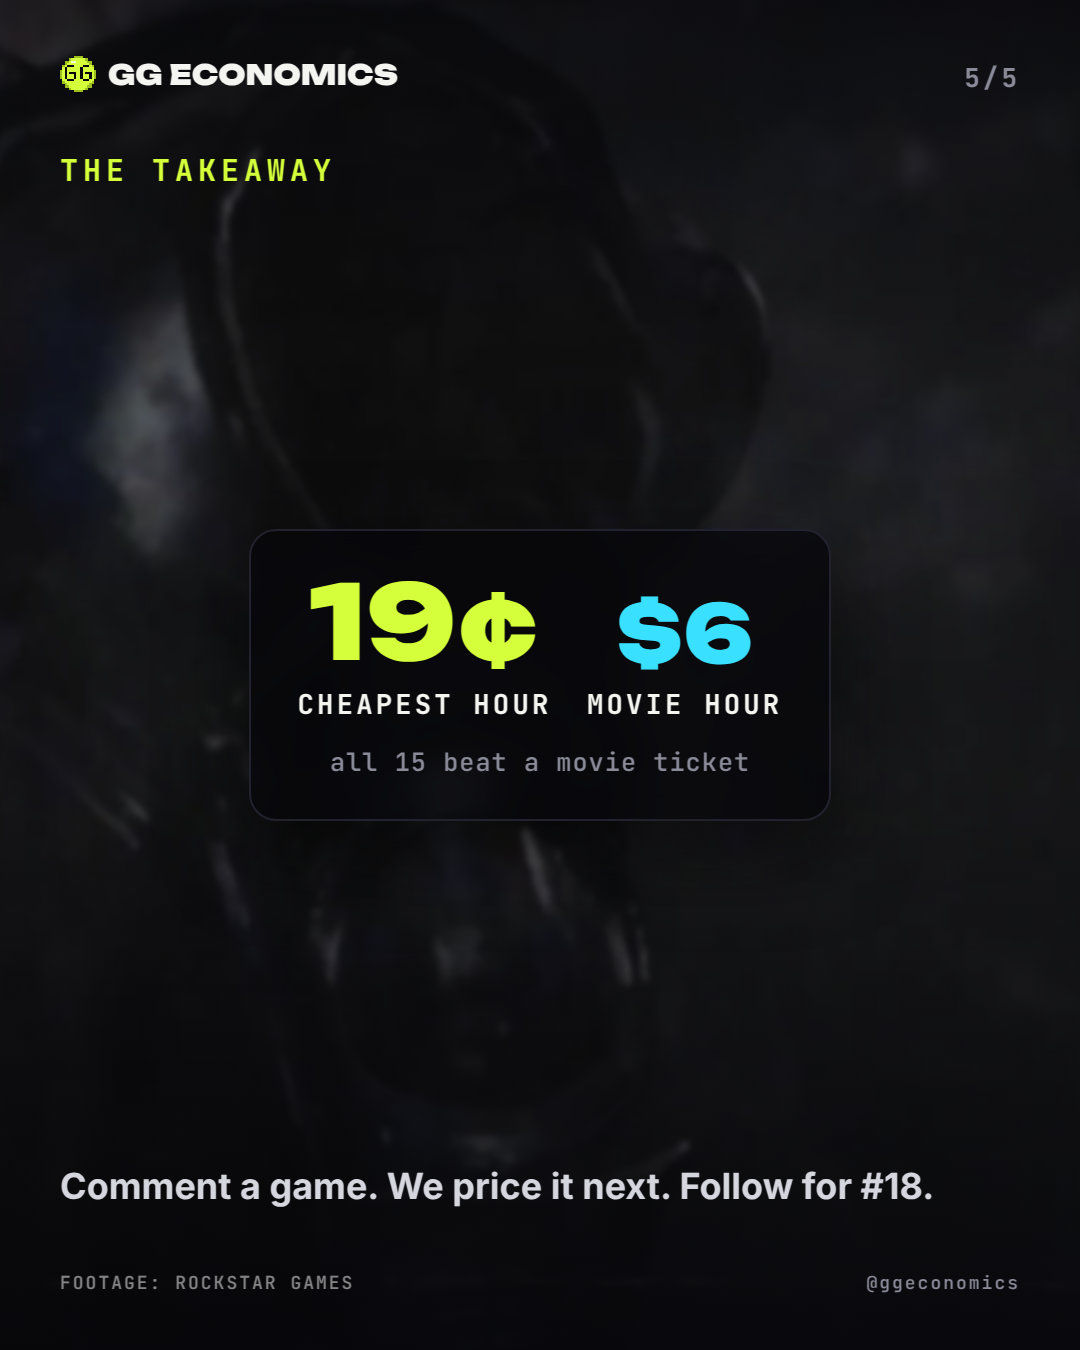 GG GG ECONOMICS
5/5
THE TAKEAWAY
19¢ $6
CHEAPEST HOUR MOVIE HOUR
all 15 beat a movie ticket
Comment a game. We price it next. Follow for #18.
FOOTAGE: ROCKSTAR GAMES
@ggeconomics